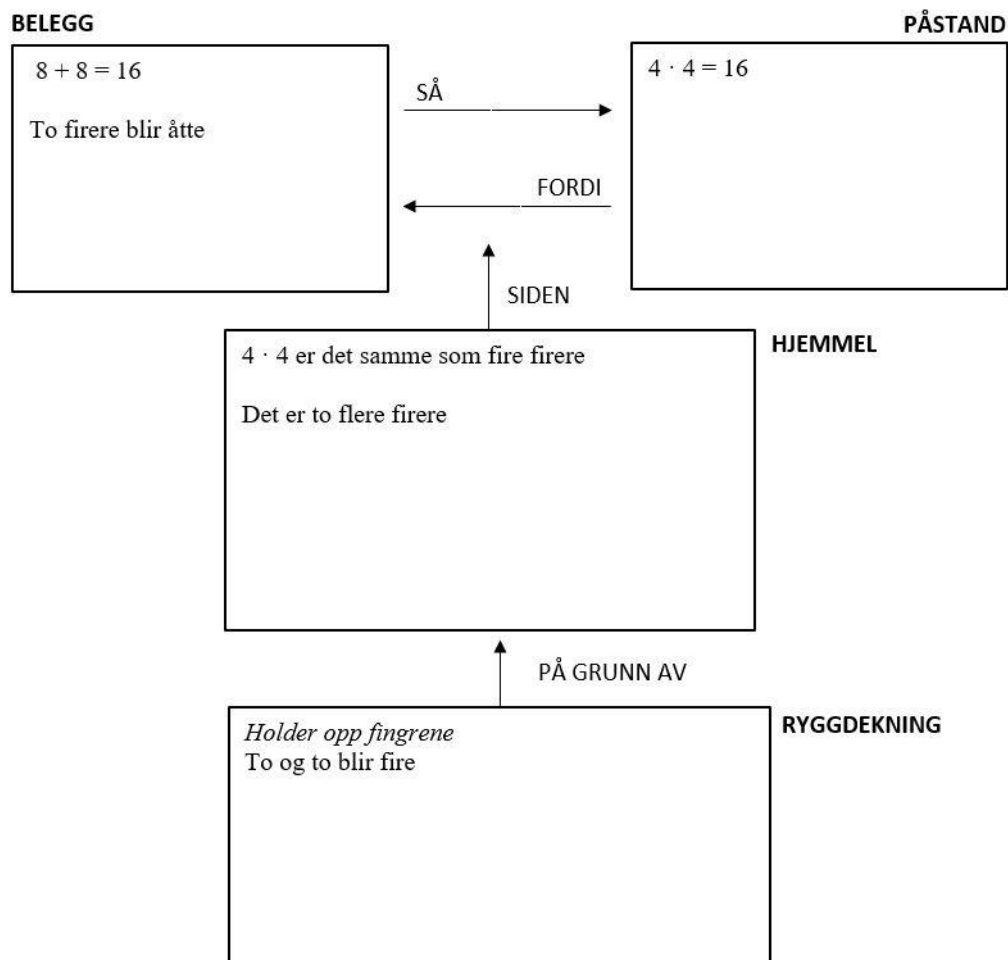 BELEGG
PÅSTAND
8 + 8 = 16
To firere blir åtte
SÅ
4 · 4 = 16
FORDI
SIDEN
HJEMMEL
4 · 4 er det samme som fire firere
Det er to flere firere
PÅ GRUNN AV
RYGGDEKNING
Holder opp fingrene
To og to blir fire